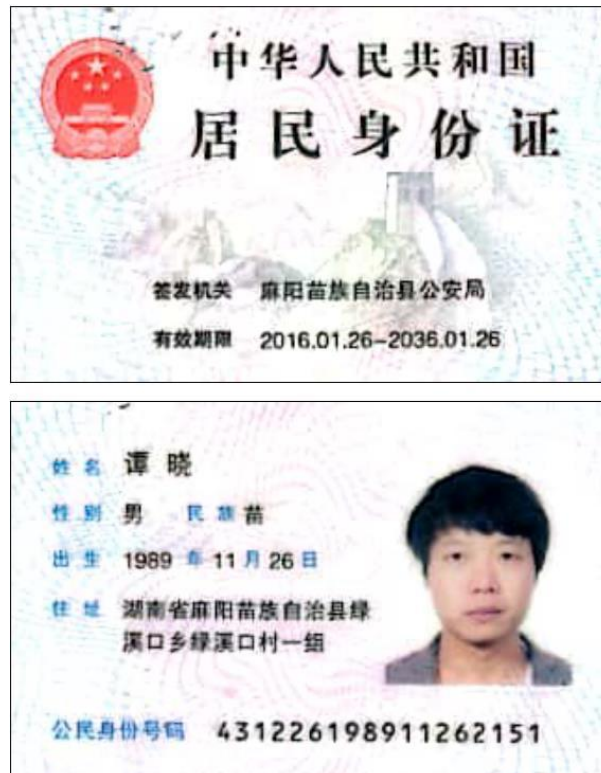 中华人民共和国
居民身份证
签发机关 麻阳苗族自治县公安局
有效期限 2016.01.26-2036.01.26
姓名 谭晓
性别 男 民族 苗
出生 1989 年 11 月 26 日
住址 湖南省麻阳苗族自治县绿
溪口乡绿溪口村一组
公民身份号码 431226198911262151